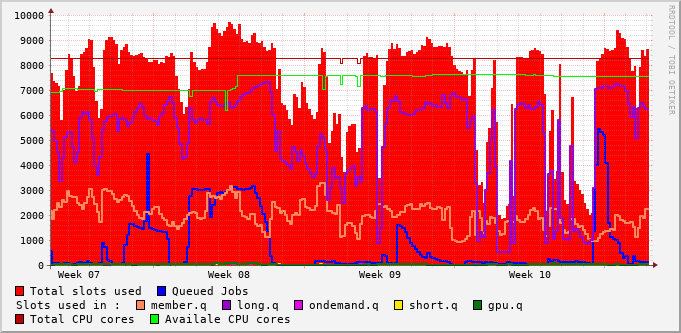 10000
9000
8000
7000
6000
5000
4000
3000
2000
1000
0
Week 07 Week 08 Week 09 Week 10
RRDTOOL / TOBI OETIKER
Total slots used Queued Jobs
Slots used in : member.q long.q ondemand.q short.q gpu.q
Total CPU cores Availale CPU cores